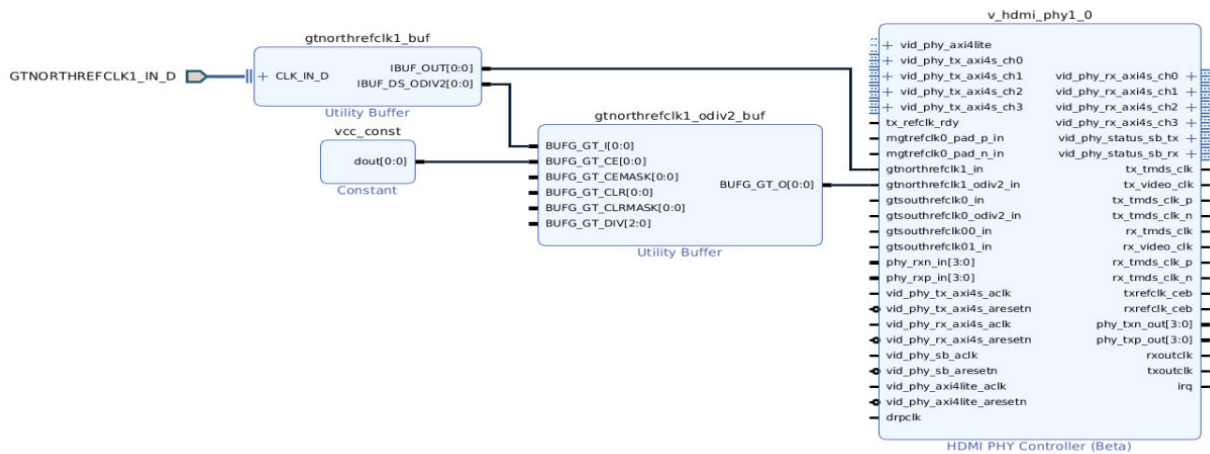 GTNORTHREFCLK1_IN_D
gtnorthrefclk1_buf
CLK_IN_D
IBUF_OUT[0:0]
IBUF_DS_ODIV2[0:0]
Utility Buffer
vcc_const
dout[0:0]
Constant
gtnorthrefclk1_odiv2_buf
BUFG_GT_I[0:0]
BUFG_GT_CE[0:0]
BUFG_GT_CEMASK[0:0]
BUFG_GT_CLR[0:0]
BUFG_GT_CLRMASK[0:0]
BUFG_GT_DIV[2:0]
BUFG_GT_O[0:0]
Utility Buffer
v_hdmi_phy1_0
vid_phy_axi4lite
vid_phy_tx_axi4s_ch0
vid_phy_tx_axi4s_ch1
vid_phy_tx_axi4s_ch2
vid_phy_tx_axi4s_ch3
tx_refclk_rdy
mgtrefclk0_pad_p_in
mgtrefclk0_pad_n_in
gtnorthrefclk1_in
gtnorthrefclk1_odiv2_in
gtsouthrefclk0_in
gtsouthrefclk0_odiv2_in
gtsouthrefclk00_in
gtsouthrefclk01_in
phy_rxn_in[3:0]
phy_rxp_in[3:0]
vid_phy_tx_axi4s_aclk
vid_phy_tx_axi4s_aresetn
vid_phy_rx_axi4s_aclk
vid_phy_rx_axi4s_aresetn
vid_phy_sb_aclk
vid_phy_sb_aresetn
vid_phy_axi4lite_aclk
vid_phy_axi4lite_aresetn
drpclk
vid_phy_rx_axi4s_ch0
vid_phy_rx_axi4s_ch1
vid_phy_rx_axi4s_ch2
vid_phy_rx_axi4s_ch3
vid_phy_status_sb_tx
vid_phy_status_sb_rx
tx_tmds_clk
tx_video_clk
tx_tmds_clk_p
tx_tmds_clk_n
rx_tmds_clk
rx_video_clk
rx_tmds_clk_p
rx_tmds_clk_n
txrefclk_ceb
rxrefclk_ceb
phy_txn_out[3:0]
phy_txp_out[3:0]
rxoutclk
txoutclk
irq
HDMI PHY Controller (Beta)